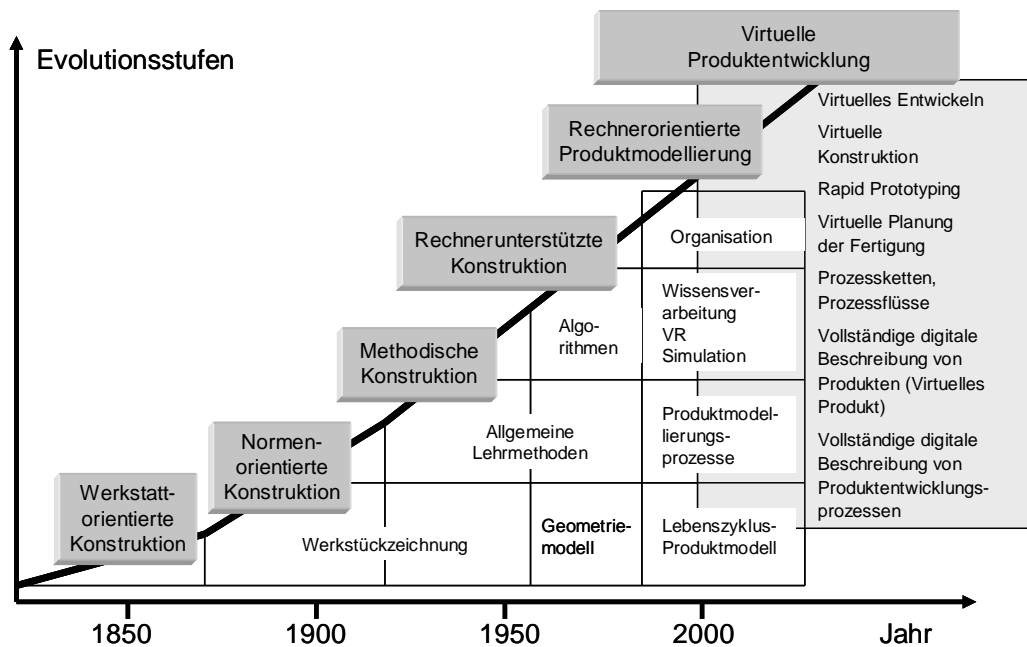 Evolutionsstufen
Virtuelle
Produktentwicklung
Rechnerorientierte
Produktmodellierung
Rechnerunterstützte
Konstruktion
Methodische
Konstruktion
Normen-
orientierte
Konstruktion
Werkstatt-
orientierte
Konstruktion
Organisation
Algo-
rithmen
Wissensver-
arbeitung
VR
Simulation
Allgemeine
Lehrmethoden
Produktmodel-
lierungs-
prozesse
Werkstückzeichnung
Geometrie-
modell
Lebenszyklus-
Produktmodell
Virtuelles Entwickeln
Virtuelle
Konstruktion
Rapid Prototyping
Virtuelle Planung
der Fertigung
Prozessketten,
Prozessflüsse
Vollständige digitale
Beschreibung von
Produkten (Virtuelles
Produkt)
Vollständige digitale
Beschreibung von
Produktentwicklungs-
prozessen
1850
1900
1950
2000
Jahr